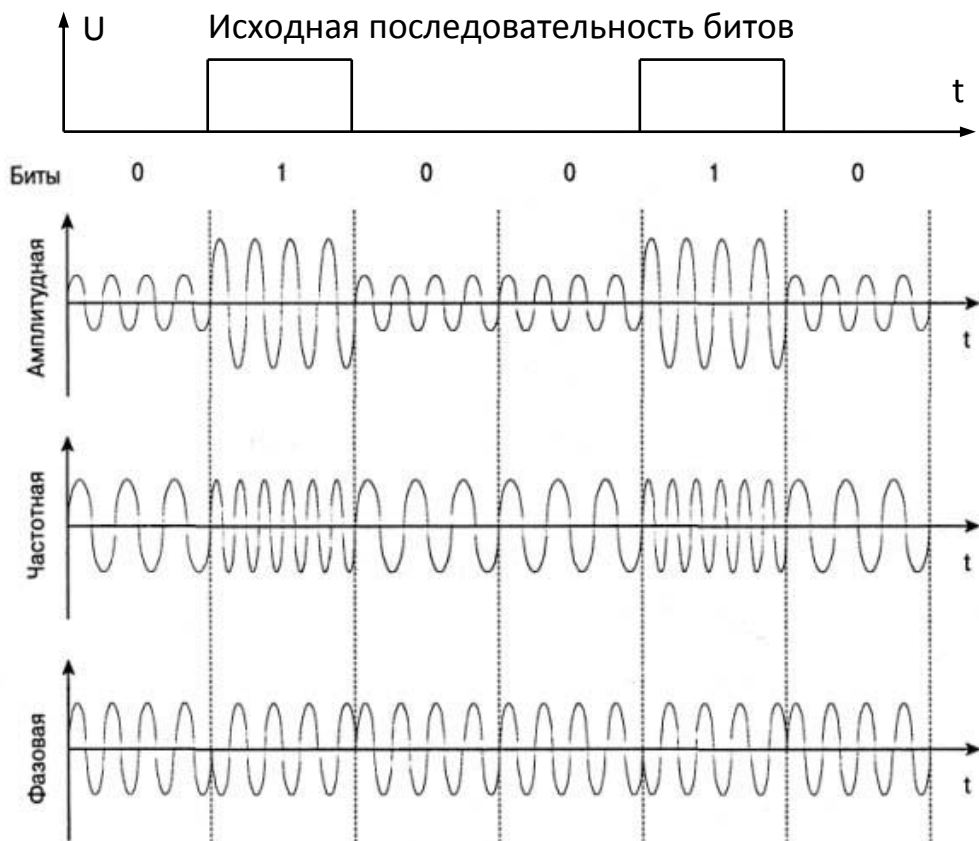 U Исходная последовательность битов
t
Биты 0 1 0 0 1 0
Амплитудная
t
Частотная
t
Фазовая
t